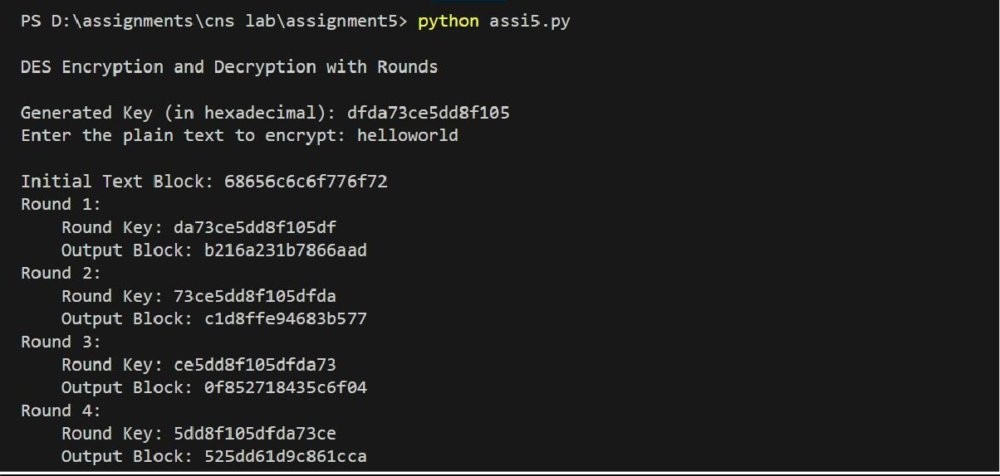 PS D:\assignments\cns lab\assignment5> python assi5.py
DES Encryption and Decryption with Rounds
Generated Key (in hexadecimal): dfda73ce5dd8f105
Enter the plain text to encrypt: helloworld
Initial Text Block: 68656c6c6f776f72
Round 1:
Round Key: da73ce5dd8f105df
Output Block: b216a231b7866aad
Round 2:
Round Key: 73ce5dd8f105dfda
Output Block: c1d8ffe94683b577
Round 3:
Round Key: ce5dd8f105dfda73
Output Block: 0f852718435c6f04
Round 4:
Round Key: 5dd8f105dfda73ce
Output Block: 525dd61d9c861cca